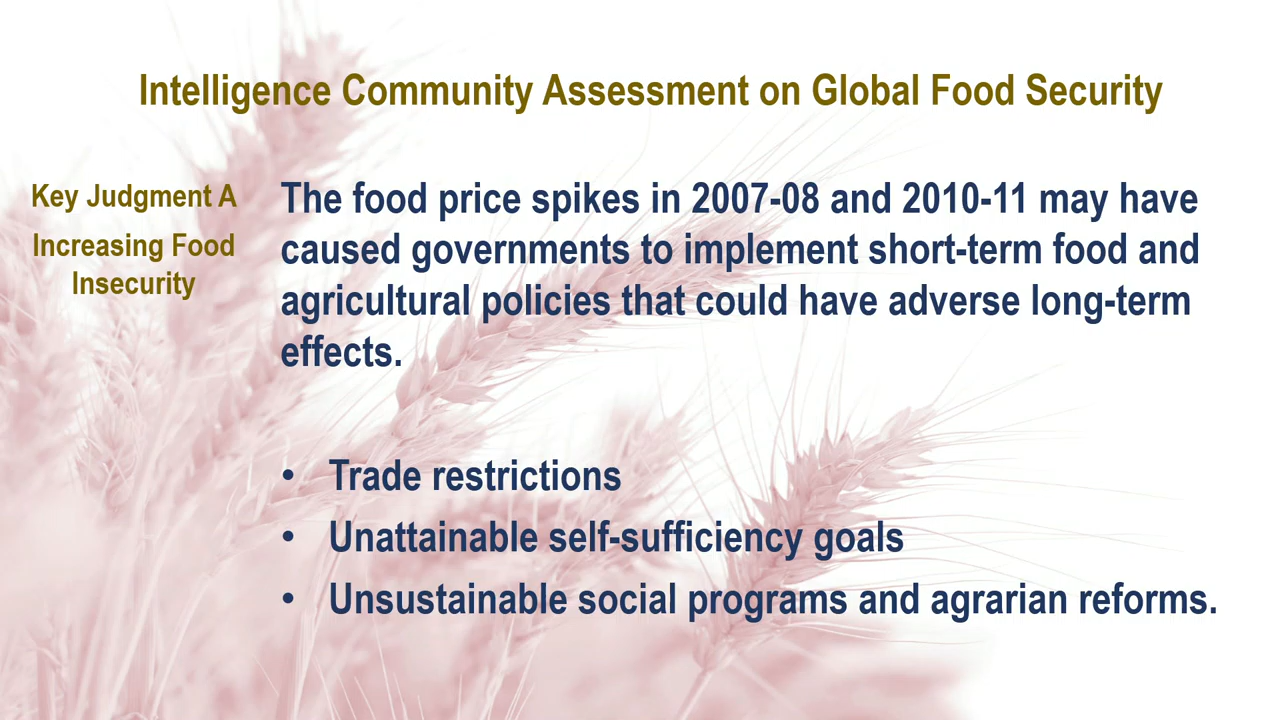 Intelligence Community Assessment on Global Food Security
Key Judgment A
Increasing Food
Insecurity
The food price spikes in 2007-08 and 2010-11 may have
caused governments to implement short-term food and
agricultural policies that could have adverse long-term
effects.
• Trade restrictions
• Unattainable self-sufficiency goals
• Unsustainable social programs and agrarian reforms.